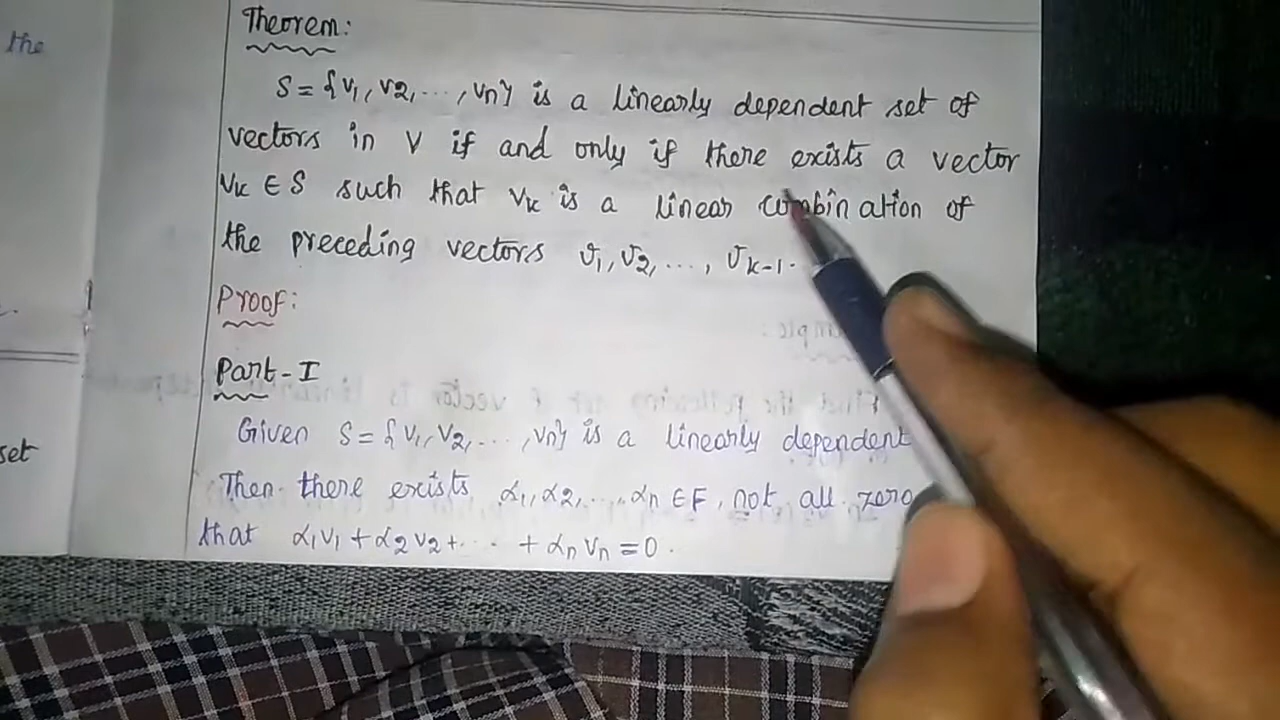 the
Theorem:
S = {v1, v2, ..., vn} is a linearly dependent set of
vectors in V if and only if there exists a vector
vk ∈ S such that vk is a linear combination of
the preceding vectors v1, v2, ..., vk-1.
Proof:
Part - I
Given S = {v1, v2, ..., vn} is a linearly dependent
set
Then there exists α1, α2, ..., αn ∈ F, not all zero
that α1v1 + α2v2 + ... + αnvn = 0.